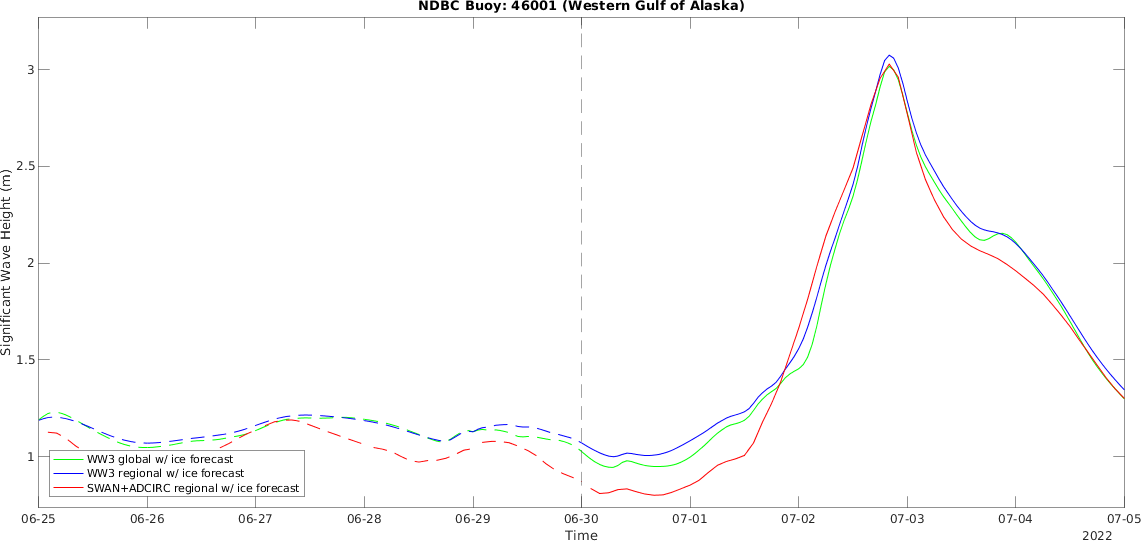 NDBC Buoy: 46001 (Western Gulf of Alaska)
Significant Wave Height (m)
3
2.5
2
1.5
1
WW3 global w/ ice forecast
WW3 regional w/ ice forecast
SWAN+ADCIRC regional w/ ice forecast
06-25 06-26 06-27 06-28 06-29 06-30 07-01 07-02 07-03 07-04 07-05
Time
2022